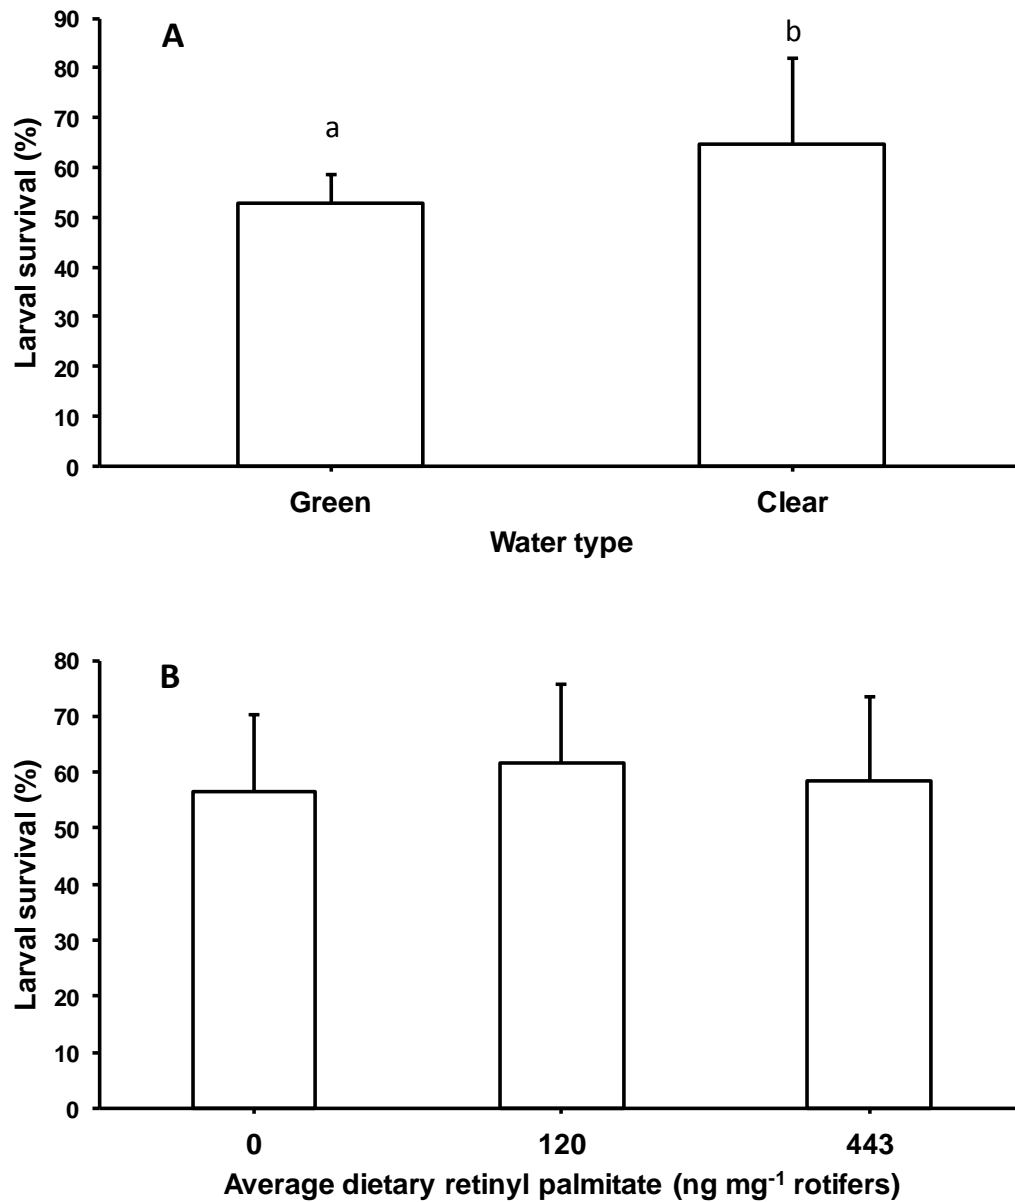 A
b
a
90
80
70
60
50
40
30
20
10
0
Larval survival (%)
Green Clear
Water type
B
80
70
60
50
40
30
20
10
0
Larval survival (%)
0 120 443
Average dietary retinyl palmitate (ng mg⁻¹ rotifers)